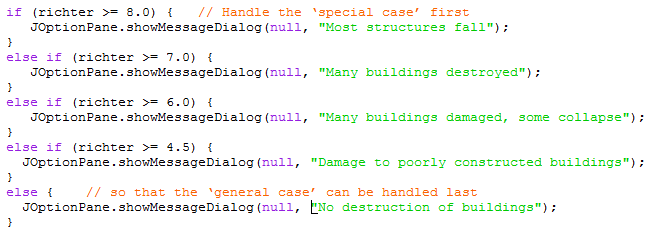 if (richter >= 8.0) {   // Handle the ‘special case’ first
   JOptionPane.showMessageDialog(null, "Most structures fall");
}
else if (richter >= 7.0) {
   JOptionPane.showMessageDialog(null, "Many buildings destroyed");
}
else if (richter >= 6.0) {
   JOptionPane.showMessageDialog(null, "Many buildings damaged, some collapse");
}
else if (richter >= 4.5) {
  JOptionPane.showMessageDialog(null, "Damage to poorly constructed buildings");
}
else {    // so that the ‘general case’ can be handled last
  JOptionPane.showMessageDialog(null, "No destruction of buildings");
}